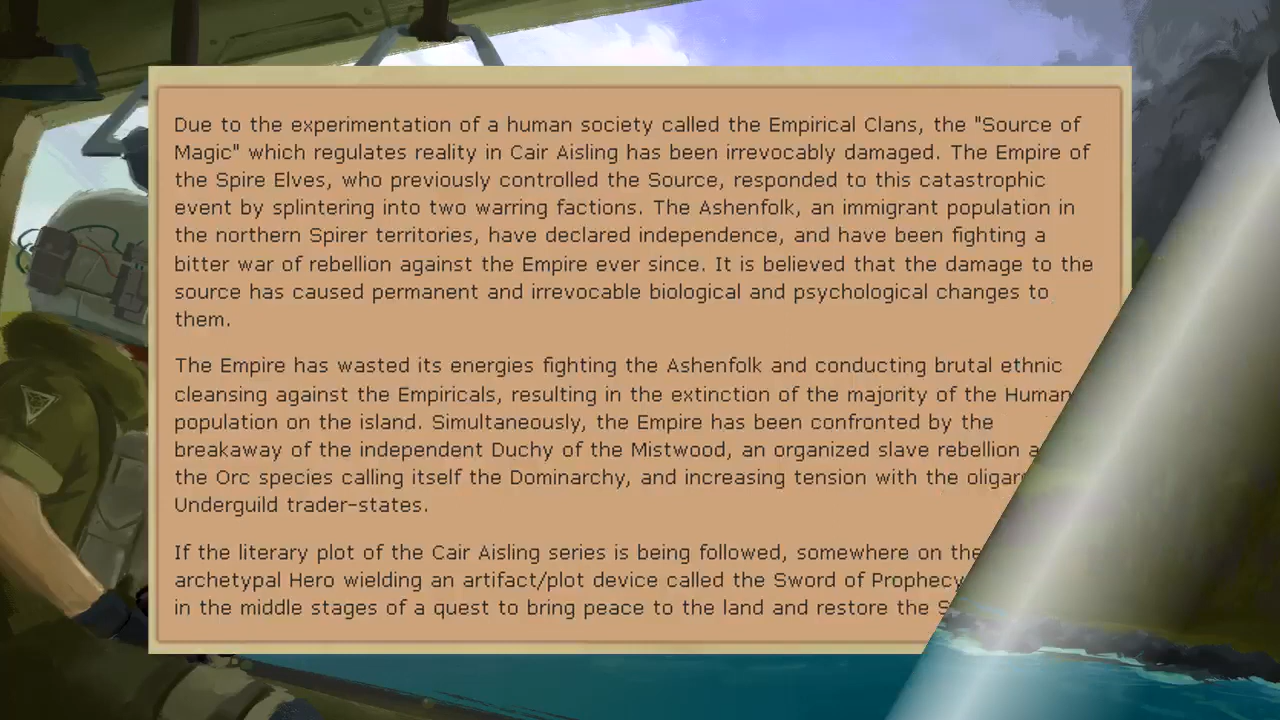 Due to the experimentation of a human society called the Empirical Clans, the "Source of
Magic" which regulates reality in Cair Aisling has been irrevocably damaged. The Empire of
the Spire Elves, who previously controlled the Source, responded to this catastrophic
event by splintering into two warring factions. The Ashenfolk, an immigrant population in
the northern Spirer territories, have declared independence, and have been fighting a
bitter war of rebellion against the Empire ever since. It is believed that the damage to the
source has caused permanent and irrevocable biological and psychological changes to
them.
The Empire has wasted its energies fighting the Ashenfolk and conducting brutal ethnic
cleansing against the Empiricals, resulting in the extinction of the majority of the Human
population on the island. Simultaneously, the Empire has been confronted by the
breakaway of the independent Duchy of the Mistwood, an organized slave rebellion
the Orc species calling itself the Dominarchy, and increasing tension with the
Underguild trader-states.
If the literary plot of the Cair Aisling series is being followed, somewhere on the
archetypal Hero wielding an artifact/plot device called the Sword of Prophecy
in the middle stages of a quest to bring peace to the land and restore the